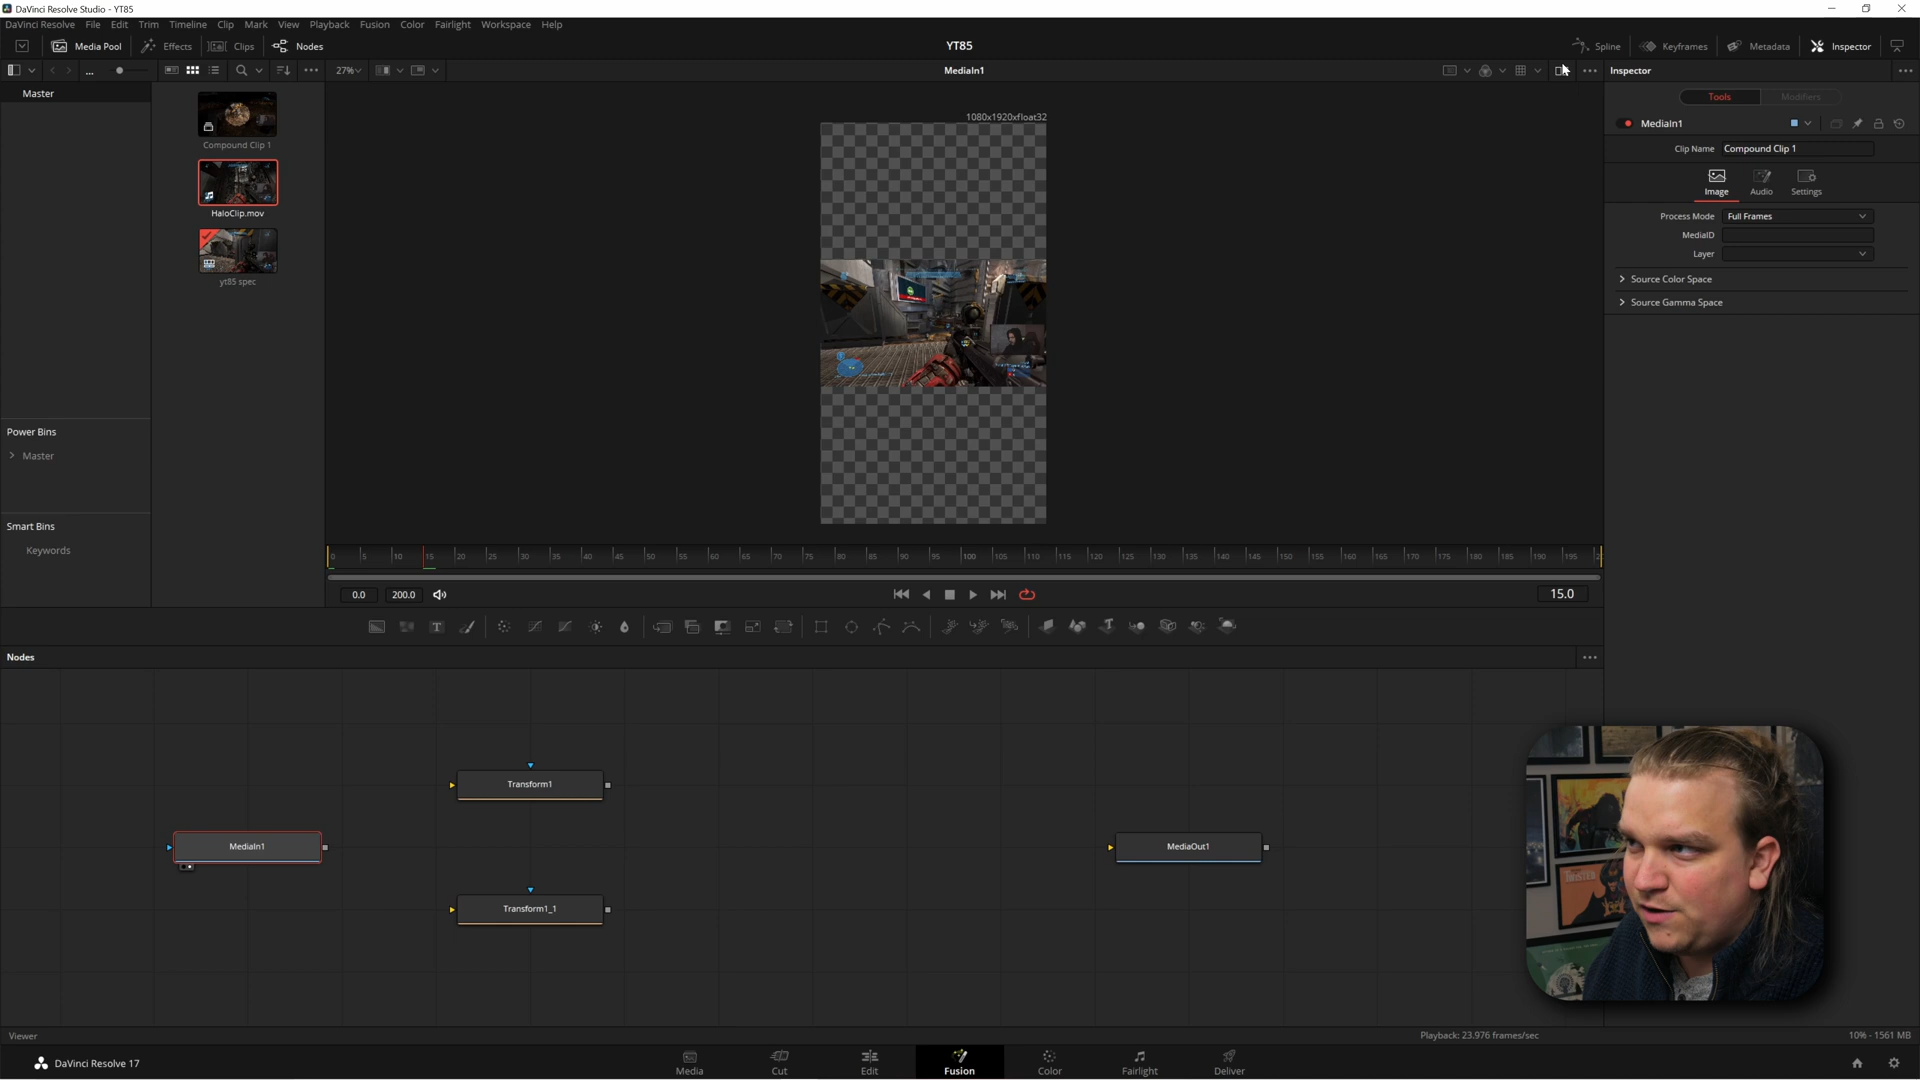 DaVinci Resolve Studio - YT85
DaVinci Resolve File Edit Trim Timeline Clip Mark View Playback Fusion Color Fairlight Workspace Help
Media Pool Effects Clips Nodes YT85 Spline Keyframes Metadata Inspector
... 27% MediaIn1 Inspector
Master
Tools Modifiers
1080x1920xfloat32
MediaIn1
Compound Clip 1
Clip Name Compound Clip 1
Image Audio Settings
HaloClip.mov
Process Mode Full Frames
MediaID
Layer
yt85 spec
Source Color Space
Source Gamma Space
Power Bins
Master
Smart Bins
Keywords
0 5 10 15 20 25 30 35 40 45 50 55 60 65 70 75 80 85 90 95 100 105 110 115 120 125 130 135 140 145 150 155 160 165 170 175 180 185 190 195
0.0 200.0 15.0
Nodes
Transform1
MediaIn1
MediaOut1
Transform1_1
Viewer Playback: 23.976 frames/sec 10% - 1561 MB
DaVinci Resolve 17 Media Cut Edit Fusion Color Fairlight Deliver